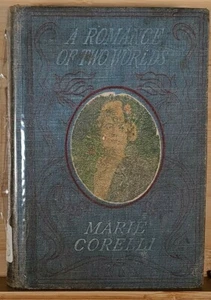 A ROMANCE
OF TWO WORLDS
MARIE
CORELLI